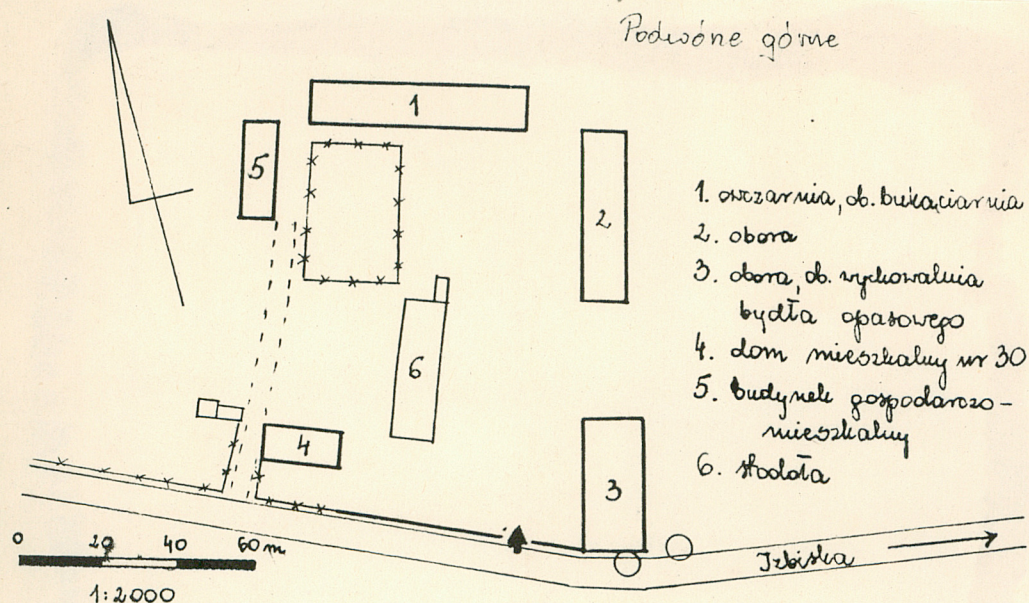 Podwóne górne
1
5
2
6
4
3
1. owczarnia, ob. bukaciarnia
2. obora
3. obora, ob. wychowalnia
bydła opasowego
4. dom mieszkalny nr 30
5. budynek gospodarczo-
mieszkalny
6. stodoła
0 20 40 60 m
1:2000
Izbiska